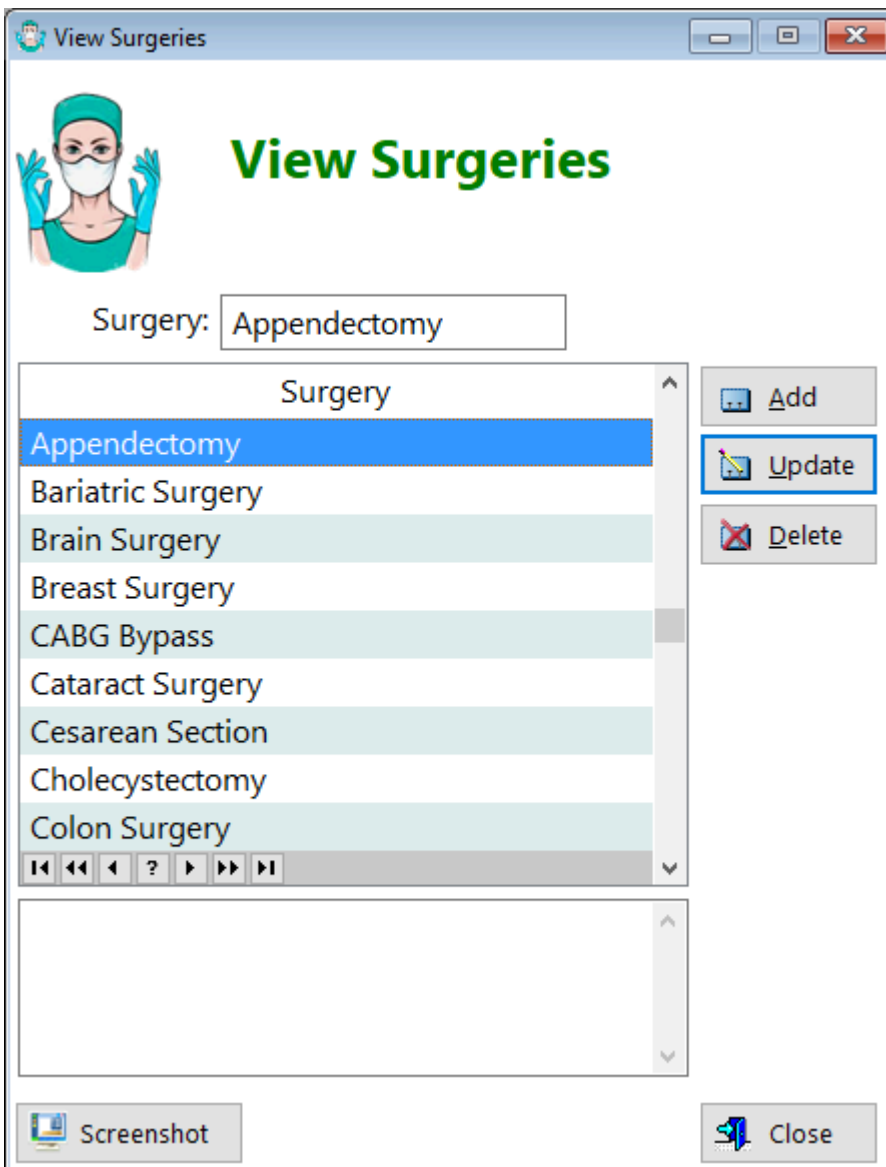 View Surgeries
View Surgeries
Surgery: Appendectomy
Surgery
Add
Appendectomy
Update
Bariatric Surgery
Brain Surgery
Delete
Breast Surgery
CABG Bypass
Cataract Surgery
Cesarean Section
Cholecystectomy
Colon Surgery
?
Screenshot
Close